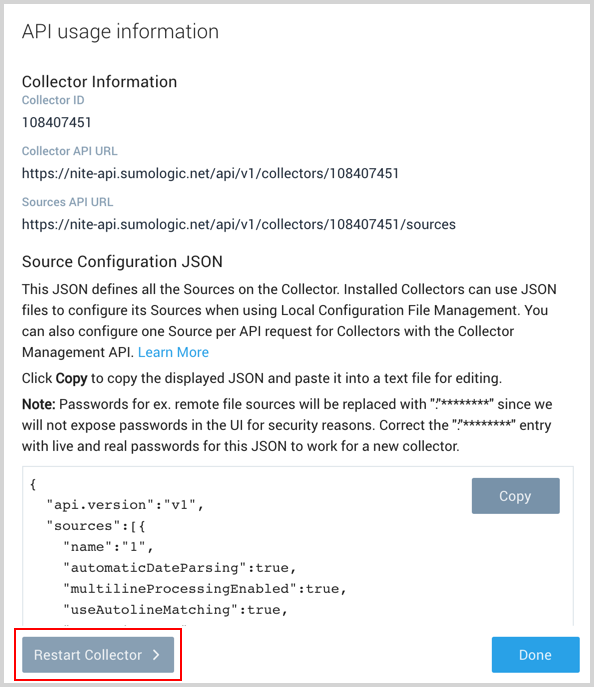 API usage information
Collector Information
Collector ID
108407451
Collector API URL
https://nite-api.sumologic.net/api/v1/collectors/108407451
Sources API URL
https://nite-api.sumologic.net/api/v1/collectors/108407451/sources
Source Configuration JSON
This JSON defines all the Sources on the Collector. Installed Collectors can use JSON
files to configure its Sources when using Local Configuration File Management. You
can also configure one Source per API request for Collectors with the Collector
Management API. Learn More
Click Copy to copy the displayed JSON and paste it into a text file for editing.
Note: Passwords for ex. remote file sources will be replaced with ":"********" since we
will not expose passwords in the UI for security reasons. Correct the ":"********" entry
with live and real passwords for this JSON to work for a new collector.
{
"api.version":"v1",
"sources":[{
"name":"1",
"automaticDateParsing":true,
"multilineProcessingEnabled":true,
"useAutolineMatching":true,
Copy
Restart Collector >
Done